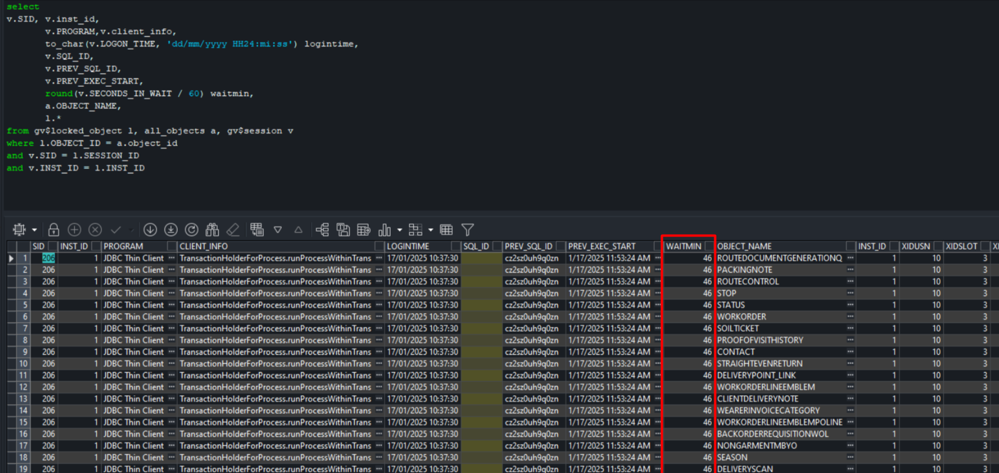 select
v.SID, v.inst_id,
v.PROGRAM,v.client_info,
to_char(v.LOGON_TIME, 'dd/mm/yyyy HH24:mi:ss') logintime,
v.SQL_ID,
v.PREV_SQL_ID,
v.PREV_EXEC_START,
round(v.SECONDS_IN_WAIT / 60) waitmin,
a.OBJECT_NAME,
l.*
from gv$locked_object l, all_objects a, gv$session v
where l.OBJECT_ID = a.object_id
and v.SID = l.SESSION_ID
and v.INST_ID = l.INST_ID
SID INST_ID PROGRAM CLIENT_INFO LOGINTIME SQL_ID PREV_SQL_ID PREV_EXEC_START WAITMIN OBJECT_NAME INST_ID XIDUSN XIDSLOT XI
1 206 1 JDBC Thin Client ··· TransactionHolderForProcess.runProcessWithinTrans ··· 17/01/2025 10:37:30 cz2sz0uh9q0zn 1/17/2025 11:53:24 AM ··· 46 ROUTEDOCUMENTGENERATIONQ ··· 1 10 3
2 206 1 JDBC Thin Client ··· TransactionHolderForProcess.runProcessWithinTrans ··· 17/01/2025 10:37:30 cz2sz0uh9q0zn 1/17/2025 11:53:24 AM ··· 46 PACKINGNOTE ··· 1 10 3
3 206 1 JDBC Thin Client ··· TransactionHolderForProcess.runProcessWithinTrans ··· 17/01/2025 10:37:30 cz2sz0uh9q0zn 1/17/2025 11:53:24 AM ··· 46 ROUTECONTROL ··· 1 10 3
4 206 1 JDBC Thin Client ··· TransactionHolderForProcess.runProcessWithinTrans ··· 17/01/2025 10:37:30 cz2sz0uh9q0zn 1/17/2025 11:53:24 AM ··· 46 STOP ··· 1 10 3
5 206 1 JDBC Thin Client ··· TransactionHolderForProcess.runProcessWithinTrans ··· 17/01/2025 10:37:30 cz2sz0uh9q0zn 1/17/2025 11:53:24 AM ··· 46 STATUS ··· 1 10 3
6 206 1 JDBC Thin Client ··· TransactionHolderForProcess.runProcessWithinTrans ··· 17/01/2025 10:37:30 cz2sz0uh9q0zn 1/17/2025 11:53:24 AM ··· 46 WORKORDER ··· 1 10 3
7 206 1 JDBC Thin Client ··· TransactionHolderForProcess.runProcessWithinTrans ··· 17/01/2025 10:37:30 cz2sz0uh9q0zn 1/17/2025 11:53:24 AM ··· 46 SOILTICKET ··· 1 10 3
8 206 1 JDBC Thin Client ··· TransactionHolderForProcess.runProcessWithinTrans ··· 17/01/2025 10:37:30 cz2sz0uh9q0zn 1/17/2025 11:53:24 AM ··· 46 PROOFOFVISITHISTORY ··· 1 10 3
9 206 1 JDBC Thin Client ··· TransactionHolderForProcess.runProcessWithinTrans ··· 17/01/2025 10:37:30 cz2sz0uh9q0zn 1/17/2025 11:53:24 AM ··· 46 CONTACT ··· 1 10 3
10 206 1 JDBC Thin Client ··· TransactionHolderForProcess.runProcessWithinTrans ··· 17/01/2025 10:37:30 cz2sz0uh9q0zn 1/17/2025 11:53:24 AM ··· 46 STRAIGHTEVENRETURN ··· 1 10 3
11 206 1 JDBC Thin Client ··· TransactionHolderForProcess.runProcessWithinTrans ··· 17/01/2025 10:37:30 cz2sz0uh9q0zn 1/17/2025 11:53:24 AM ··· 46 DELIVERYPOINT_LINK ··· 1 10 3
12 206 1 JDBC Thin Client ··· TransactionHolderForProcess.runProcessWithinTrans ··· 17/01/2025 10:37:30 cz2sz0uh9q0zn 1/17/2025 11:53:24 AM ··· 46 WORKORDERLINEEMBLEM ··· 1 10 3
13 206 1 JDBC Thin Client ··· TransactionHolderForProcess.runProcessWithinTrans ··· 17/01/2025 10:37:30 cz2sz0uh9q0zn 1/17/2025 11:53:24 AM ··· 46 CLIENTDELIVERYNOTE ··· 1 10 3
14 206 1 JDBC Thin Client ··· TransactionHolderForProcess.runProcessWithinTrans ··· 17/01/2025 10:37:30 cz2sz0uh9q0zn 1/17/2025 11:53:24 AM ··· 46 WEARERINVOICECATEGORY ··· 1 10 3
15 206 1 JDBC Thin Client ··· TransactionHolderForProcess.runProcessWithinTrans ··· 17/01/2025 10:37:30 cz2sz0uh9q0zn 1/17/2025 11:53:24 AM ··· 46 WORKORDERLINEEMBLEMPOLINE ··· 1 10 3
16 206 1 JDBC Thin Client ··· TransactionHolderForProcess.runProcessWithinTrans ··· 17/01/2025 10:37:30 cz2sz0uh9q0zn 1/17/2025 11:53:24 AM ··· 46 BACKORDERREQUISITIONWOL ··· 1 10 3
17 206 1 JDBC Thin Client ··· TransactionHolderForProcess.runProcessWithinTrans ··· 17/01/2025 10:37:30 cz2sz0uh9q0zn 1/17/2025 11:53:24 AM ··· 46 NONGARMENTMBYO ··· 1 10 3
18 206 1 JDBC Thin Client ··· TransactionHolderForProcess.runProcessWithinTrans ··· 17/01/2025 10:37:30 cz2sz0uh9q0zn 1/17/2025 11:53:24 AM ··· 46 SEASON ··· 1 10 3
19 206 1 JDBC Thin Client ··· TransactionHolderForProcess.runProcessWithinTrans ··· 17/01/2025 10:37:30 cz2sz0uh9q0zn 1/17/2025 11:53:24 AM ··· 46 DELIVERYSCAN ··· 1 10 3